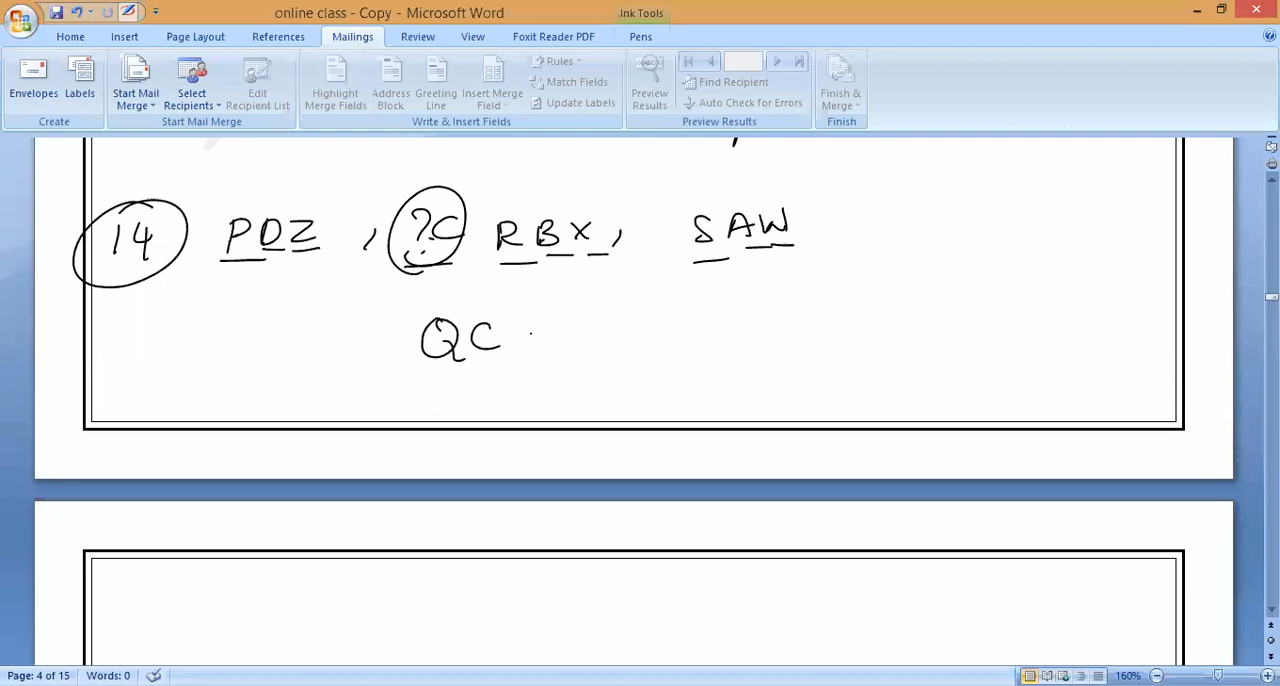 online class - Copy - Microsoft Word
Ink Tools
Home Insert Page Layout References Mailings Review View Foxit Reader PDF Pens
Envelopes Labels Start Mail Merge Select Recipients Edit Recipient List Highlight Merge Fields Address Block Greeting Line Insert Merge Field Rules Match Fields Update Labels Preview Results Find Recipient Auto Check for Errors Finish & Merge
Create Start Mail Merge Write & Insert Fields Preview Results Finish
14 PDZ, ?C RBX, SAW
QC
Page: 4 of 15 Words: 0 160%